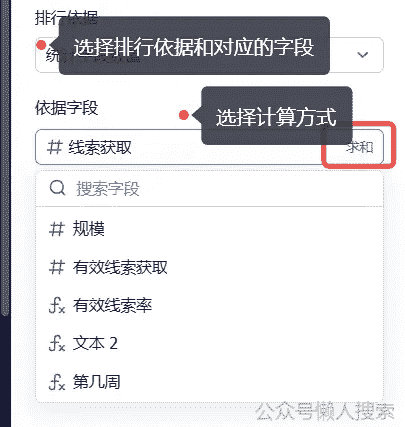 排行依据
选择排行依据和对应的字段
依据字段
选择计算方式
# 线索获取
求和
搜索字段
# 规模
# 有效线索获取
fx 有效线索率
fx 文本 2
fx 第几周
公众号懒人搜索